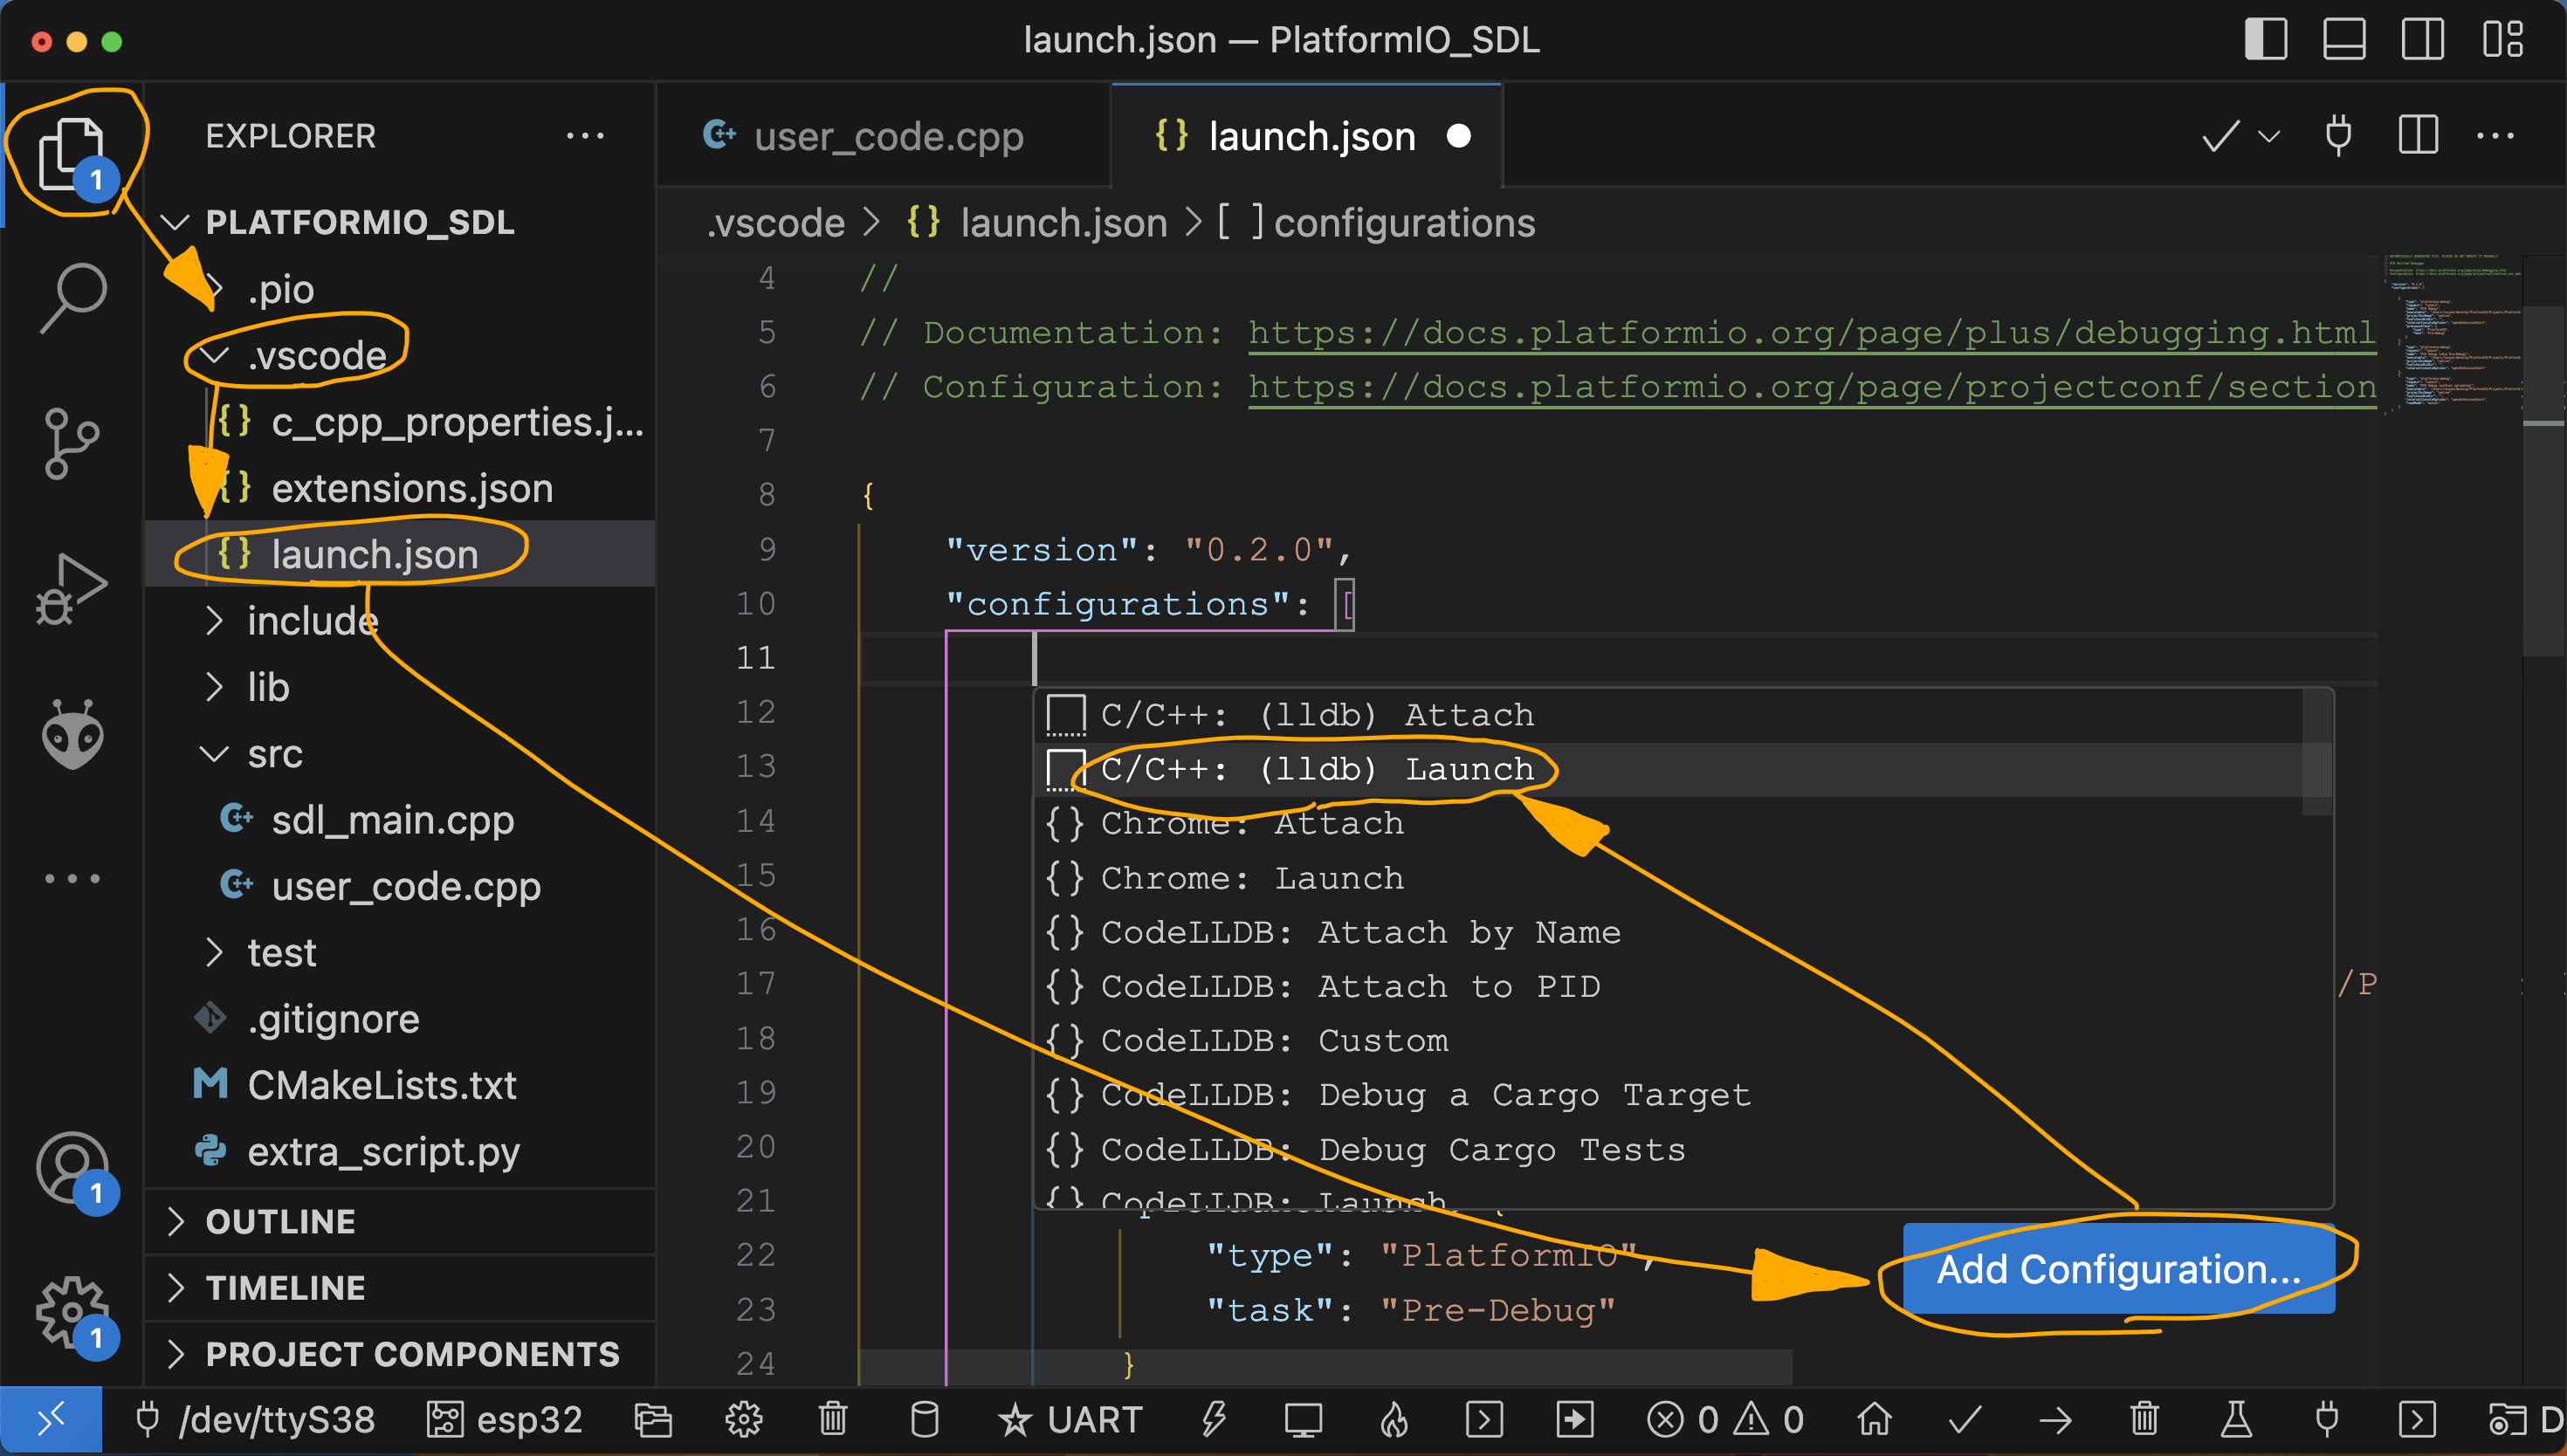 launch.json — PlatformIO_SDL
EXPLORER
1
PLATFORMIO_SDL
.pio
.vscode
c_cpp_properties.j...
extensions.json
launch.json
include
lib
src
sdl_main.cpp
user_code.cpp
test
.gitignore
CMakeLists.txt
extra_script.py
OUTLINE
TIMELINE
PROJECT COMPONENTS
1
1
user_code.cpp
{} launch.json
.vscode > {} launch.json > [ ] configurations
4 //
5 // Documentation: https://docs.platformio.org/page/plus/debugging.html
6 // Configuration: https://docs.platformio.org/page/projectconf/section
7
8 {
9 "version": "0.2.0",
10 "configurations": [
11
12
13
14
15
16
17 /P
18
19
20
21 {
22 "type": "PlatformIO",
23 "task": "Pre-Debug"
24 }
C/C++: (lldb) Attach
C/C++: (lldb) Launch
{} Chrome: Attach
{} Chrome: Launch
{} CodeLLDB: Attach by Name
{} CodeLLDB: Attach to PID
{} CodeLLDB: Custom
{} CodeLLDB: Debug a Cargo Target
{} CodeLLDB: Debug Cargo Tests
{} CodeLLDB: Launch
Add Configuration...
/dev/ttyS38 esp32 UART 0 0 D